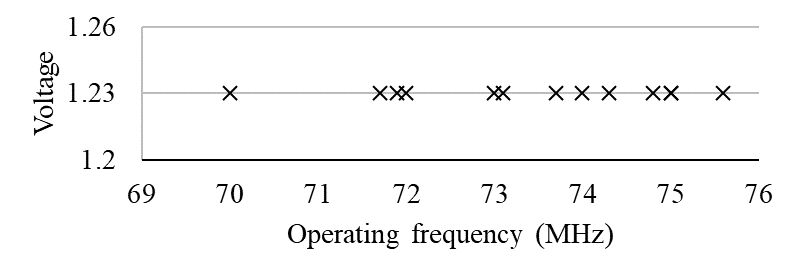 1.26
1.23
1.2
Voltage
69 70 71 72 73 74 75 76
Operating frequency (MHz)